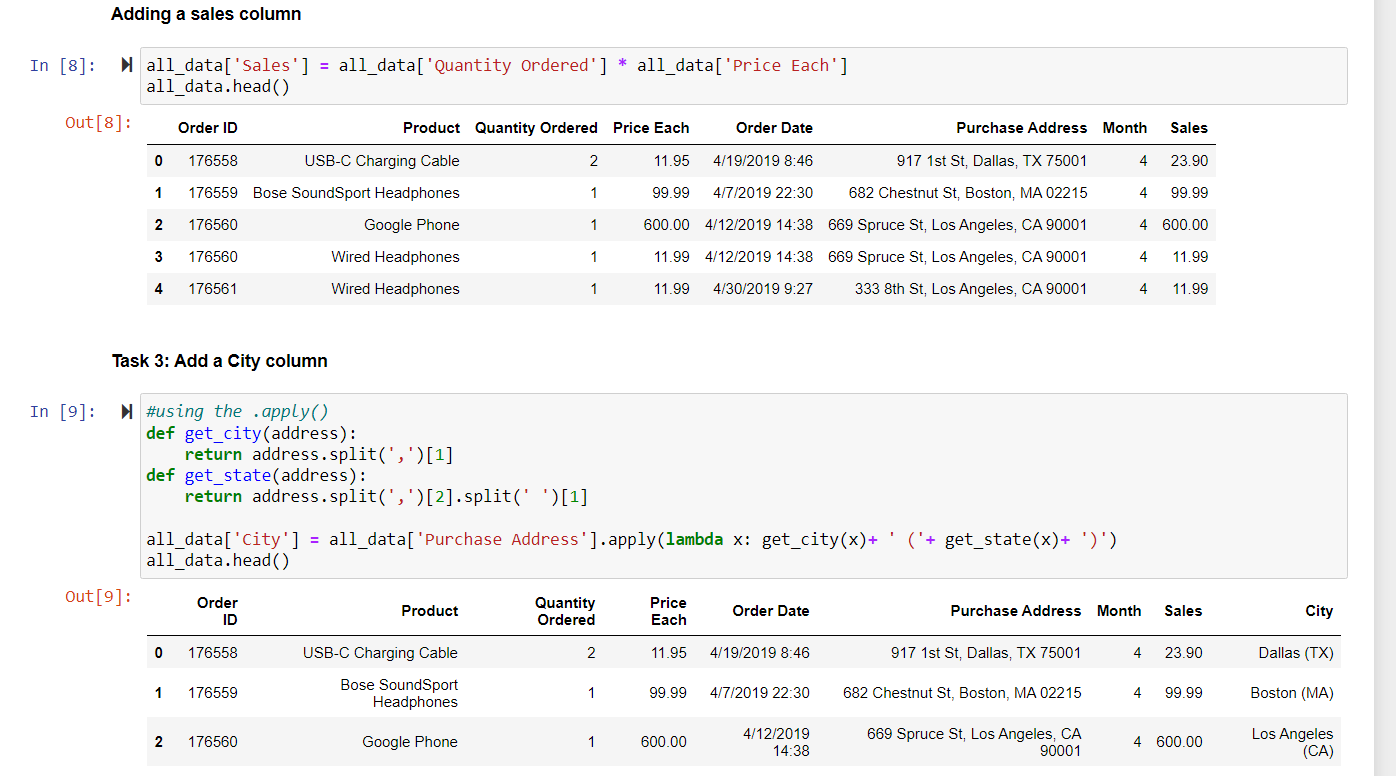 Adding a sales column
In [8]: all_data['Sales'] = all_data['Quantity Ordered'] * all_data['Price Each']
all_data.head()
Out[8]:
Order ID Product Quantity Ordered Price Each Order Date Purchase Address Month Sales
0 176558 USB-C Charging Cable 2 11.95 4/19/2019 8:46 917 1st St, Dallas, TX 75001 4 23.90
1 176559 Bose SoundSport Headphones 1 99.99 4/7/2019 22:30 682 Chestnut St, Boston, MA 02215 4 99.99
2 176560 Google Phone 1 600.00 4/12/2019 14:38 669 Spruce St, Los Angeles, CA 90001 4 600.00
3 176560 Wired Headphones 1 11.99 4/12/2019 14:38 669 Spruce St, Los Angeles, CA 90001 4 11.99
4 176561 Wired Headphones 1 11.99 4/30/2019 9:27 333 8th St, Los Angeles, CA 90001 4 11.99
Task 3: Add a City column
In [9]: #using the .apply()
def get_city(address):
    return address.split(',')[1]
def get_state(address):
    return address.split(',')[2].split(' ')[1]
all_data['City'] = all_data['Purchase Address'].apply(lambda x: get_city(x)+ ' ('+ get_state(x)+ ')')
all_data.head()
Out[9]:
Order ID Product Quantity Ordered Price Each Order Date Purchase Address Month Sales City
0 176558 USB-C Charging Cable 2 11.95 4/19/2019 8:46 917 1st St, Dallas, TX 75001 4 23.90 Dallas (TX)
1 176559 Bose SoundSport Headphones 1 99.99 4/7/2019 22:30 682 Chestnut St, Boston, MA 02215 4 99.99 Boston (MA)
2 176560 Google Phone 1 600.00 4/12/2019 14:38 669 Spruce St, Los Angeles, CA 90001 4 600.00 Los Angeles (CA)